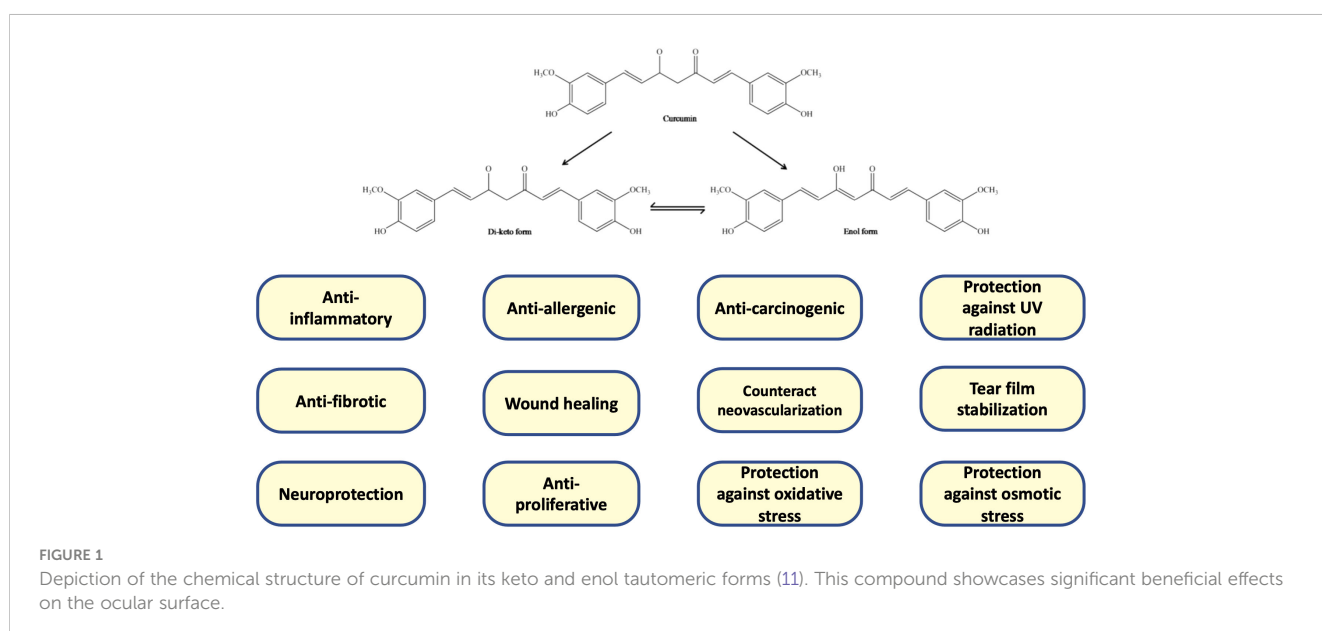 O O
H₃CO OCH₃
HO OH
Curcumin
O O
H₃CO OCH₃
HO OH
Di-keto form
OH O
H₃CO OCH₃
HO OH
Enol form
Anti-
inflammatory
Anti-allergenic
Anti-carcinogenic
Protection
against UV
radiation
Anti-fibrotic
Wound healing
Counteract
neovascularization
Tear film
stabilization
Neuroprotection
Anti-
proliferative
Protection
against oxidative
stress
Protection
against osmotic
stress
FIGURE 1
Depiction of the chemical structure of curcumin in its keto and enol tautomeric forms (11). This compound showcases significant beneficial effects
on the ocular surface.